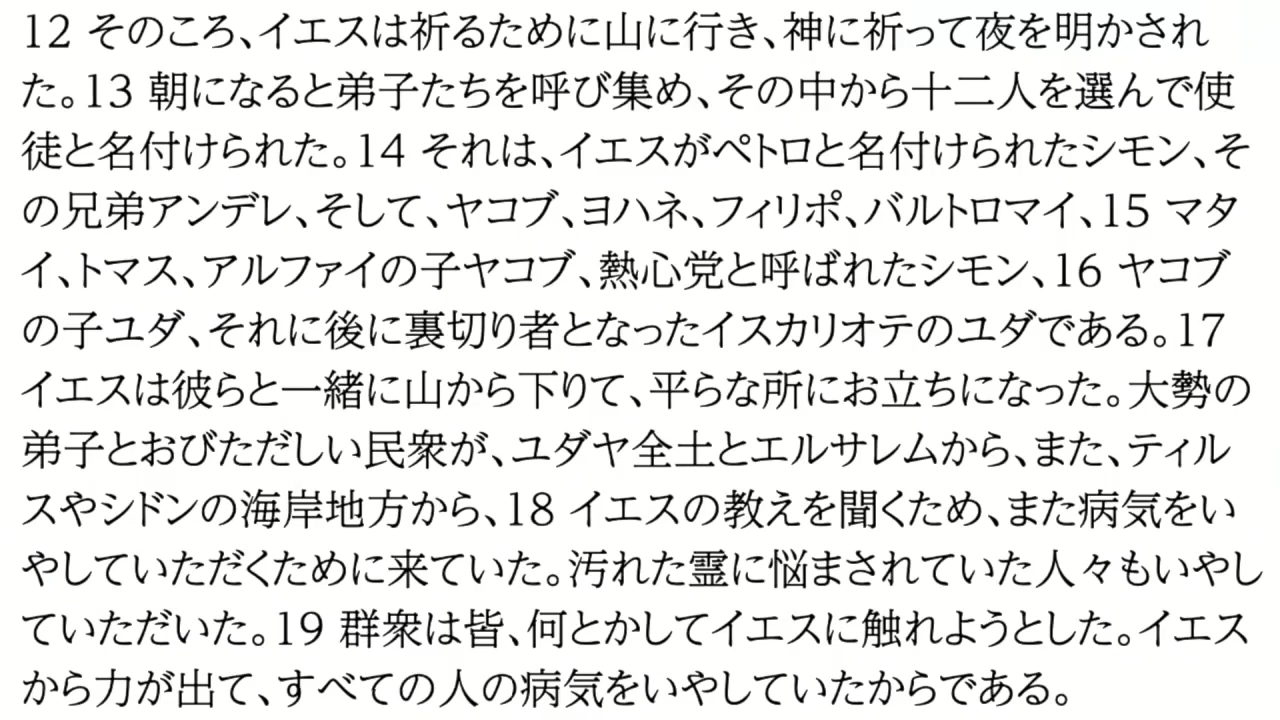 12 そのころ、イエスは祈るために山に行き、神に祈って夜を明かされ
た。13 朝になると弟子たちを呼び集め、その中から十二人を選んで使
徒と名付けられた。14 それは、イエスがペトロと名付けられたシモン、そ
の兄弟アンデレ、そして、ヤコブ、ヨハネ、フィリポ、バルトロマイ、15 マタ
イ、トマス、アルファイの子ヤコブ、熱心党と呼ばれたシモン、16 ヤコブ
の子ユダ、それに後に裏切り者となったイスカリオテのユダである。17
イエスは彼らと一緒に山から下りて、平らな所にお立ちになった。大勢の
弟子とおびただしい民衆が、ユダヤ全土とエルサレムから、また、ティル
スやシドンの海岸地方から、18 イエスの教えを聞くため、また病気をい
やしていただくために来ていた。汚れた霊に悩まされていた人々もいやし
ていただいた。19 群衆は皆、何とかしてイエスに触れようとした。イエス
から力が出て、すべての人の病気をいやしていたからである。